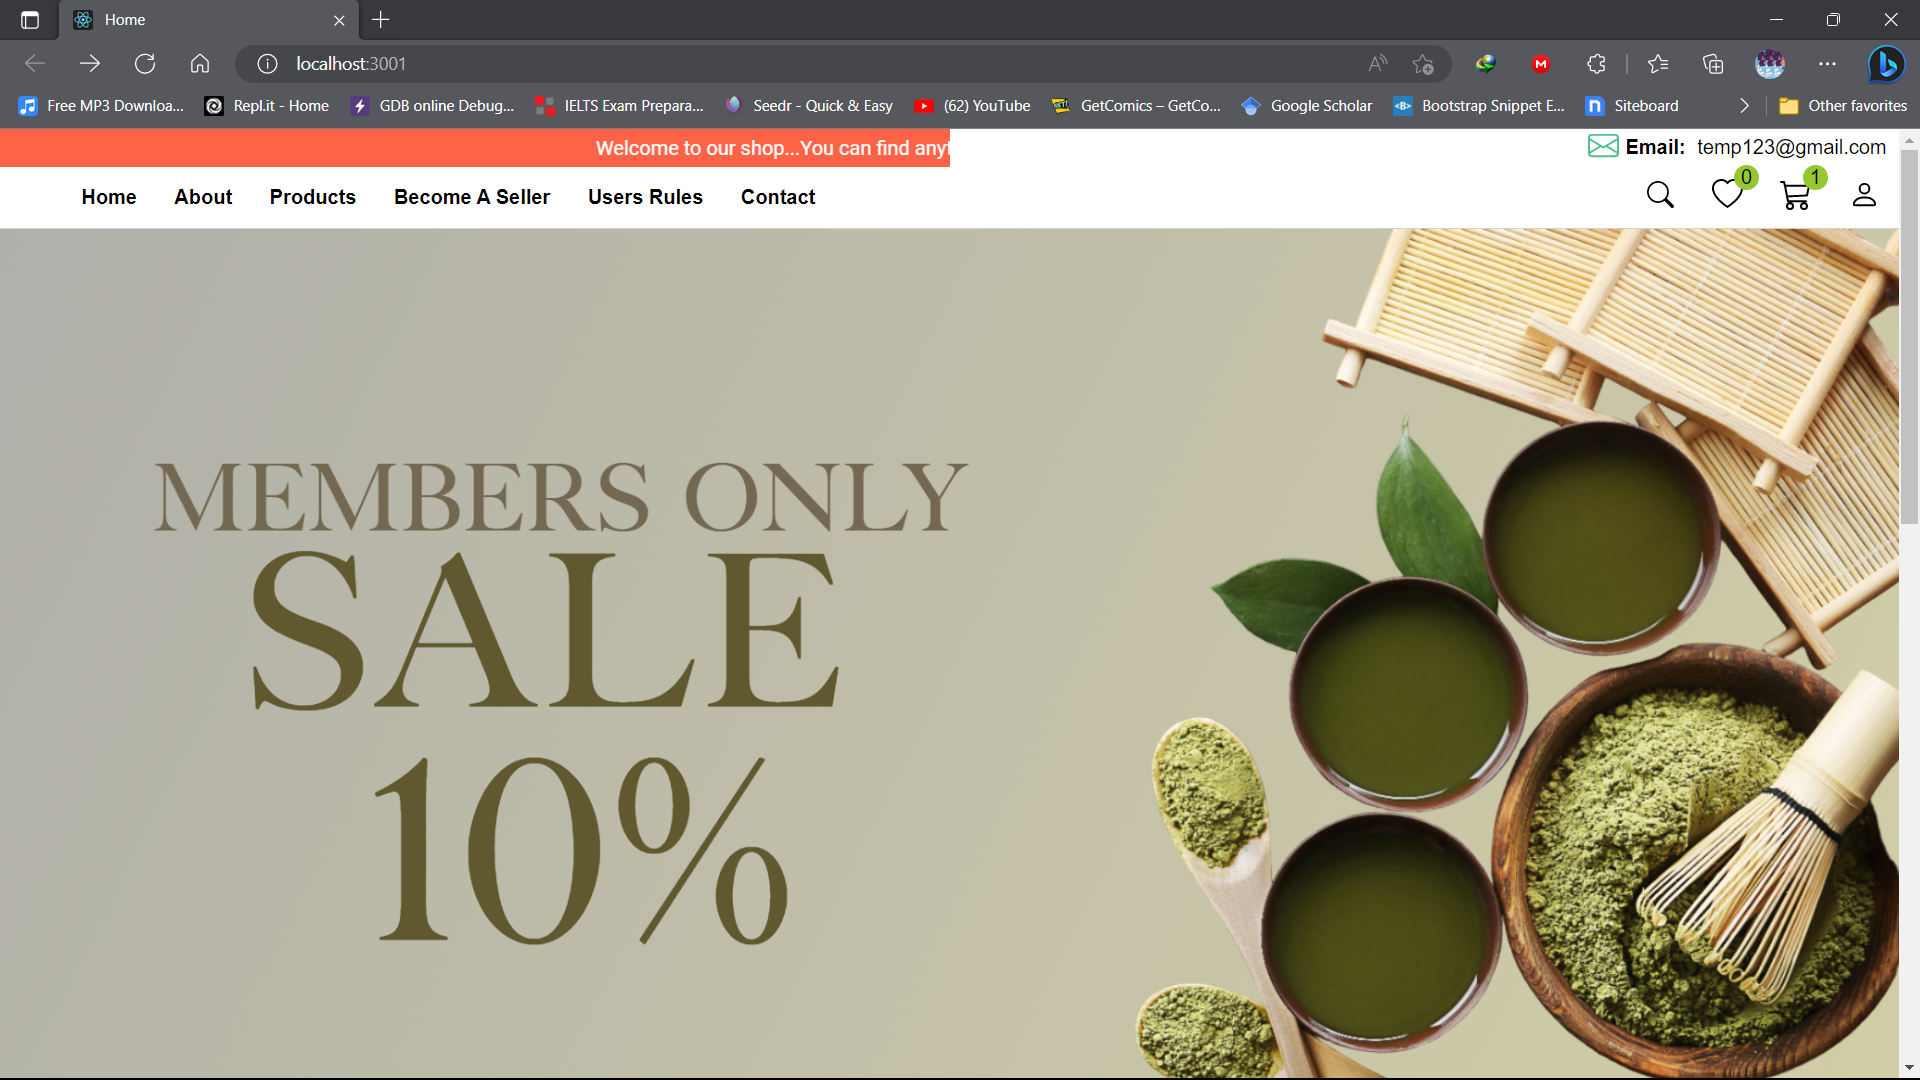 Home
localhost:3001
Free MP3 Downloa... Repl.it - Home GDB online Debug... IELTS Exam Prepara... Seedr - Quick & Easy (62) YouTube GetComics – GetCo... Google Scholar Bootstrap Snippet E... Siteboard Other favorites
Welcome to our shop...You can find anyt
Email: temp123@gmail.com
Home About Products Become A Seller Users Rules Contact 0 1
MEMBERS ONLY
SALE
10%